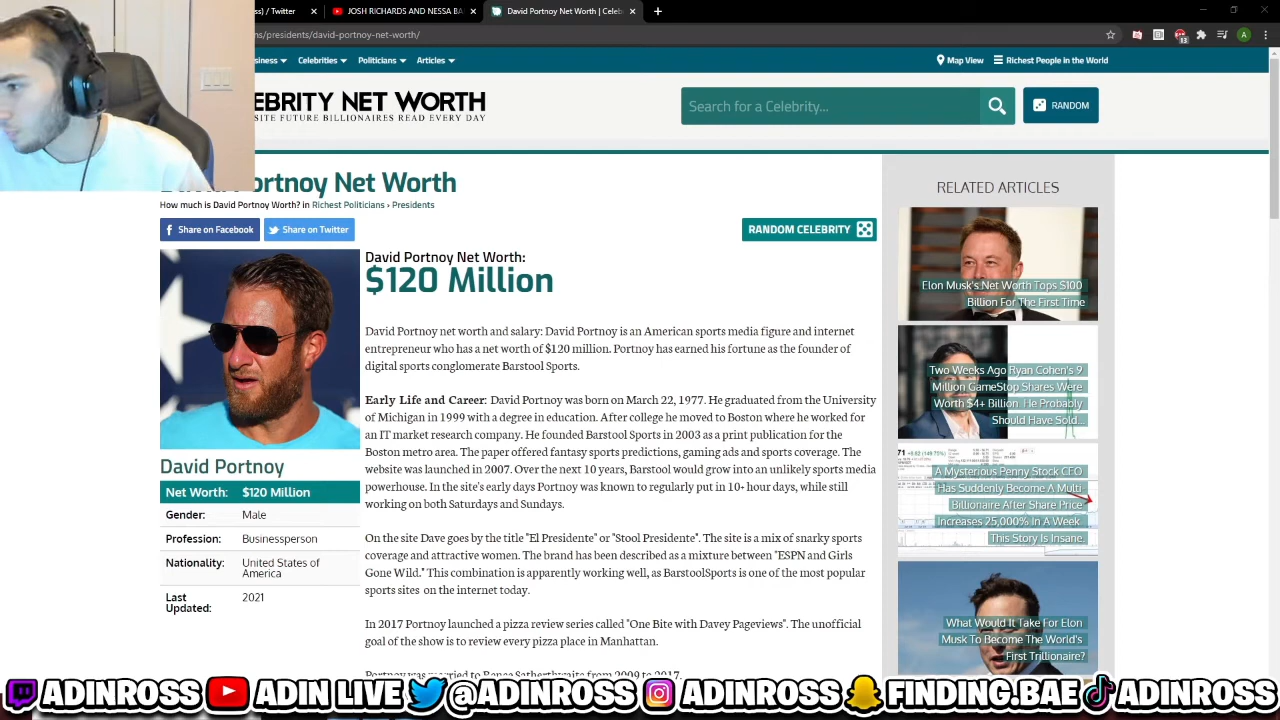 ss) / Twitter
JOSH RICHARDS AND NESSA BA
David Portnoy Net Worth | Celeb
ns/presidents/david-portnoy-net-worth/
siness
Celebrities
Politicians
Articles
Map View
Richest People in the World
EBRITY NET WORTH
SITE FUTURE BILLIONAIRES READ EVERY DAY
Search for a Celebrity...
RANDOM
ortnoy Net Worth
How much is David Portnoy Worth? in Richest Politicians › Presidents
Share on Facebook
Share on Twitter
RANDOM CELEBRITY
David Portnoy Net Worth:
$120 Million
David Portnoy net worth and salary: David Portnoy is an American sports media figure and internet
entrepreneur who has a net worth of $120 million. Portnoy has earned his fortune as the founder of
digital sports conglomerate Barstool Sports.
Early Life and Career: David Portnoy was born on March 22, 1977. He graduated from the University
of Michigan in 1999 with a degree in education. After college he moved to Boston where he worked for
an IT market research company. He founded Barstool Sports in 2003 as a print publication for the
Boston metro area. The paper offered fantasy sports predictions, gaming ads and sports coverage. The
website was launched in 2007. Over the next 10 years, Barstool would grow into an unlikely sports media
powerhouse. In the site's early days Portnoy was known to regularly put in 10+ hour days, while still
working on both Saturdays and Sundays.
On the site Dave goes by the title "El Presidente" or "Stool Presidente". The site is a mix of snarky sports
coverage and attractive women. The brand has been described as a mixture between "ESPN and Girls
Gone Wild." This combination is apparently working well, as BarstoolSports is one of the most popular
sports sites on the internet today.
In 2017 Portnoy launched a pizza review series called "One Bite with Davey Pageviews". The unofficial
goal of the show is to review every pizza place in Manhattan.
Portnoy was married to Renee Satherthwaite from 2009 to 2017.
David Portnoy
Net Worth: $120 Million
Gender: Male
Profession: Businessperson
Nationality: United States of
America
Last 2021
Updated:
RELATED ARTICLES
Elon Musk's Net Worth Tops $100
Billion For The First Time
Two Weeks Ago Ryan Cohen's 9
Million GameStop Shares Were
Worth $4+ Billion. He Probably
Should Have Sold...
A Mysterious Penny Stock CEO
Has Suddenly Become A Multi-
Billionaire After Share Price
Increases 25,000% In A Week.
This Story Is Insane.
What Would It Take For Elon
Musk To Become The World's
First Trillionaire?
ADINROSS
ADIN LIVE
@ADINROSS
ADINROSS
FINDING.BAE
ADINROSS